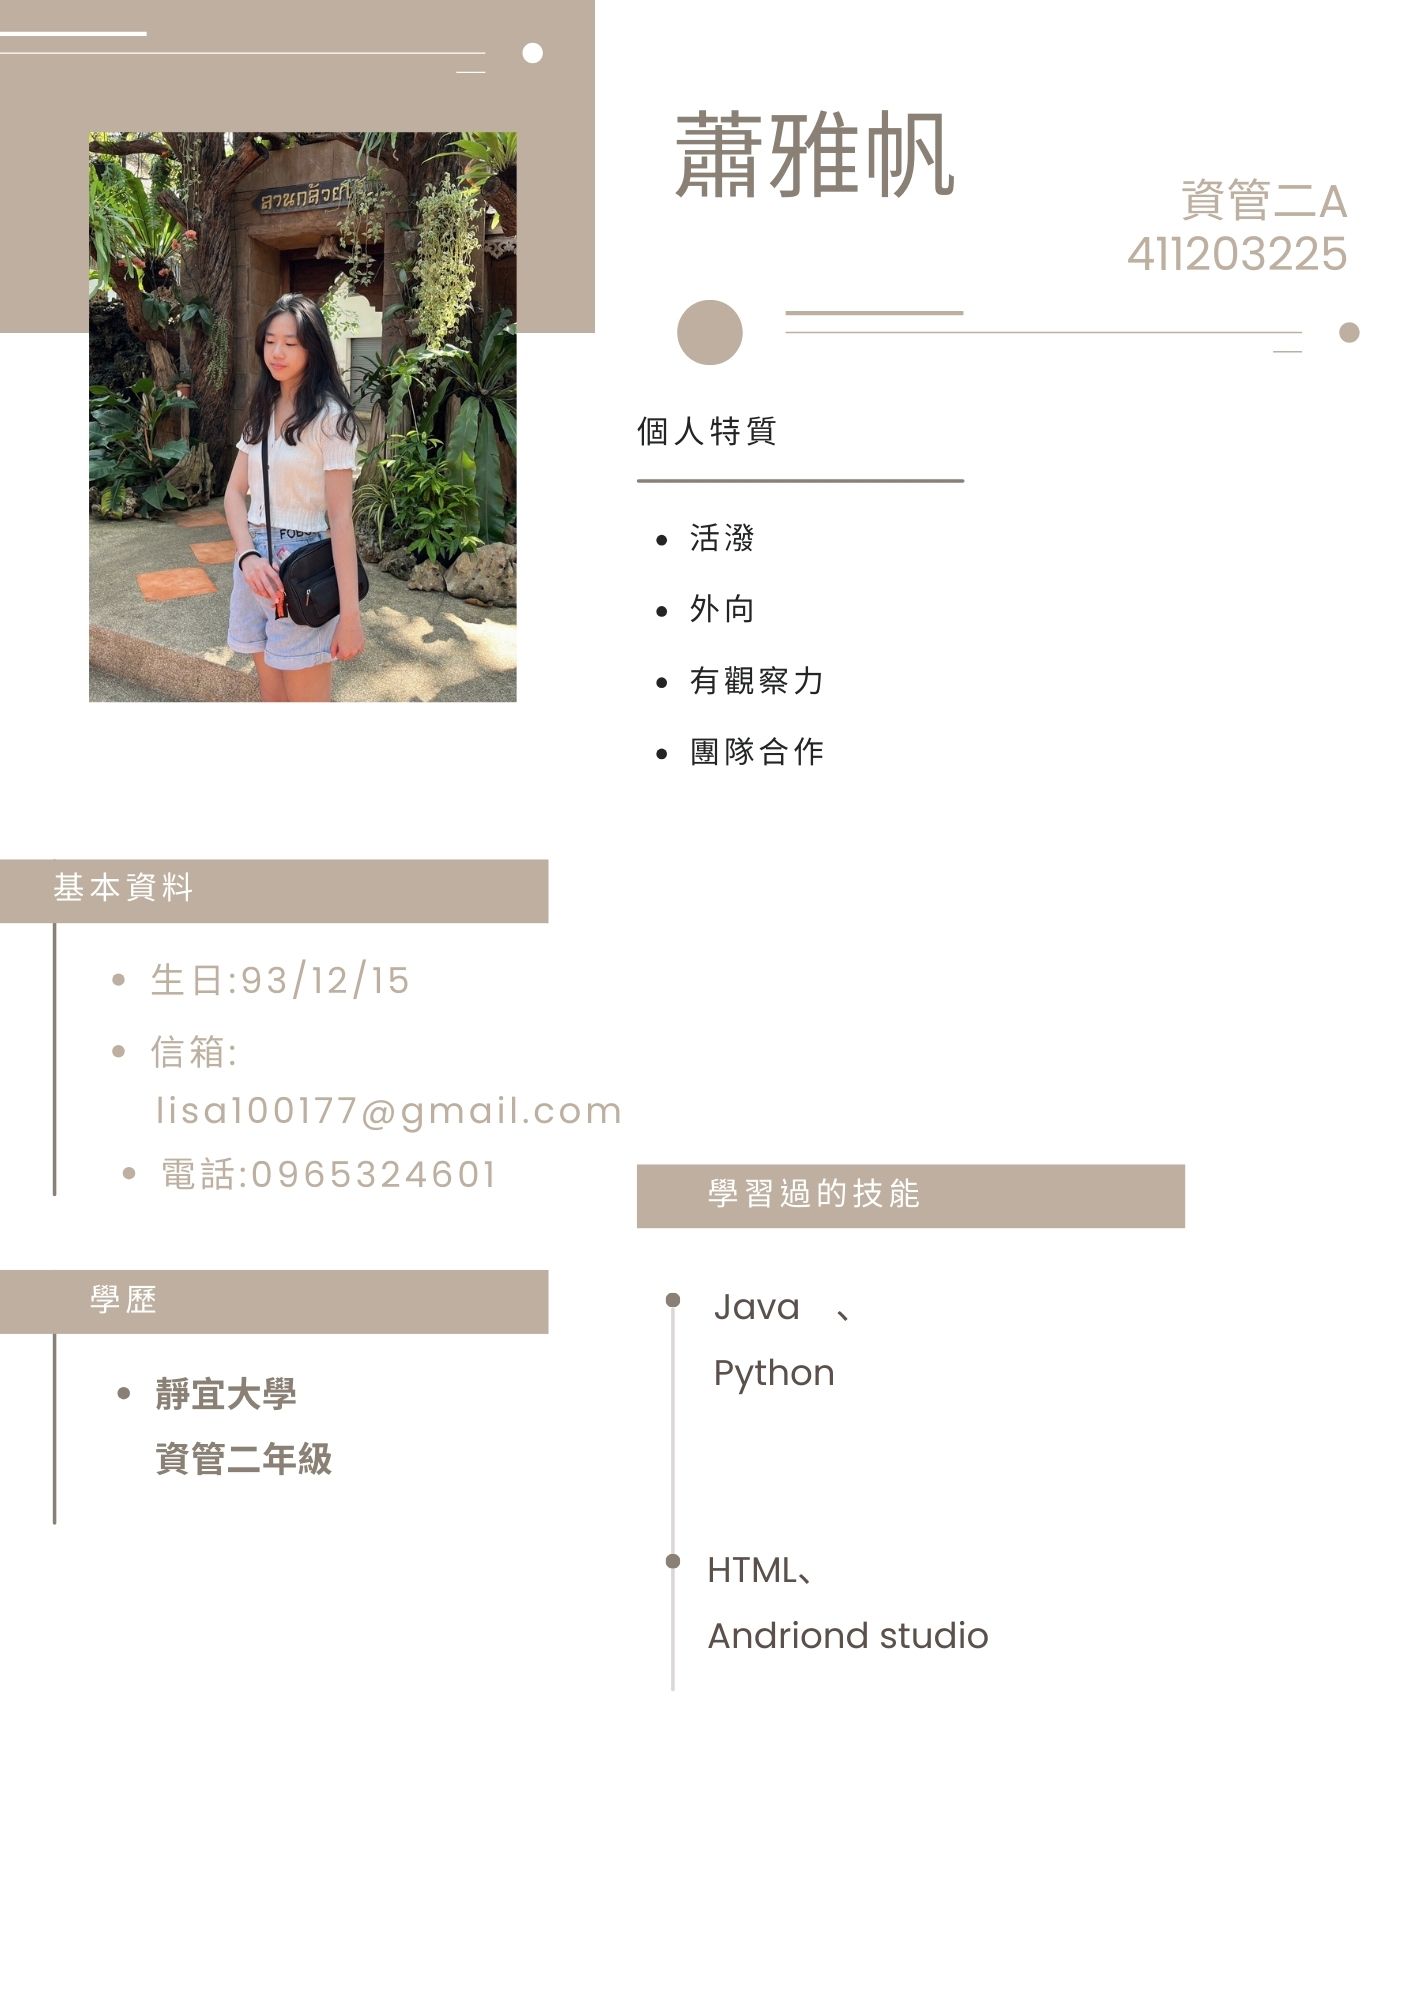 蕭雅帆
資管二A
411203225
個人特質
活潑
外向
有觀察力
團隊合作
基本資料
生日:93/12/15
信箱:
lisa100177@gmail.com
電話:0965324601
學歷
靜宜大學
資管二年級
學習過的技能
Java 、
Python
HTML、
Andriond studio